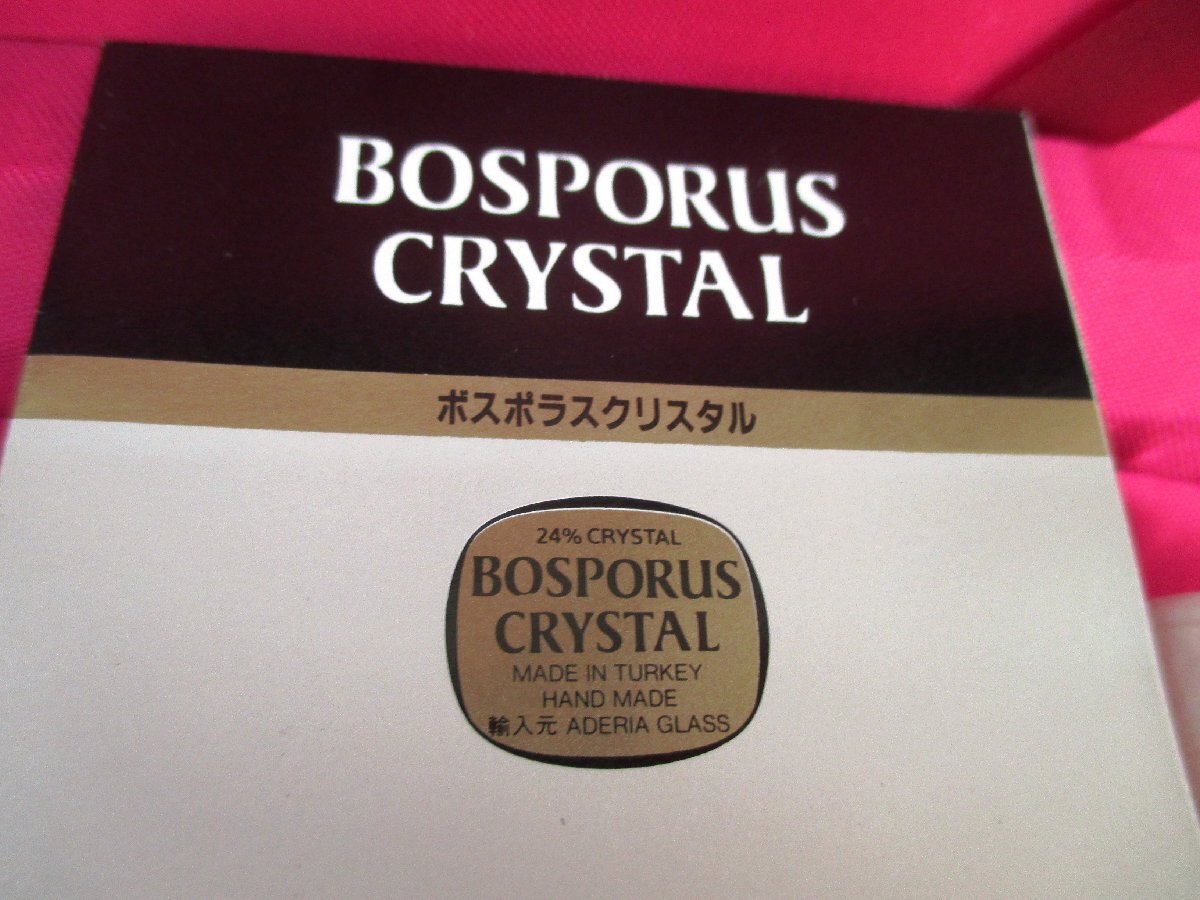 BOSPORUS
CRYSTAL
ボスポラスクリスタル
24% CRYSTAL
BOSPORUS
CRYSTAL
MADE IN TURKEY
HAND MADE
輸入元 ADERIA GLASS